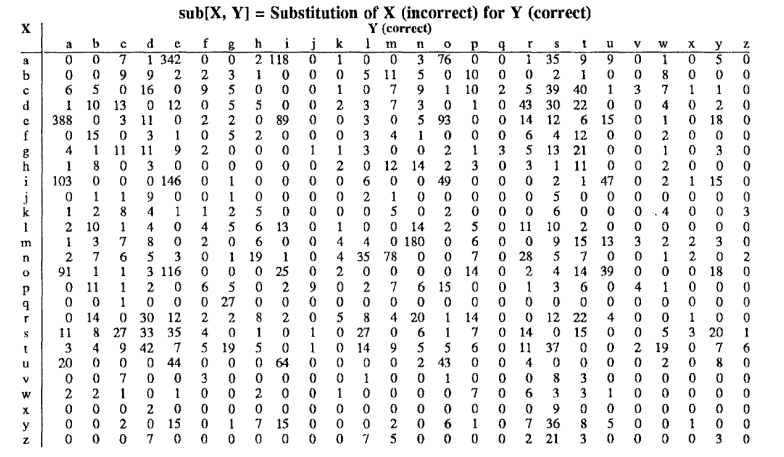 sub[X, Y] = Substitution of X (incorrect) for Y (correct)
X Y (correct)
a b c d e f g h i j k l m n o p q r s t u v w x y z
a 0 0 7 1 342 0 0 2 118 0 1 0 0 3 76 0 0 1 35 9 9 0 1 0 5 0
b 0 0 9 9 2 2 3 1 0 0 0 5 11 5 0 10 0 0 2 1 0 0 8 0 0 0
c 6 5 0 16 0 9 5 0 0 0 1 0 7 9 1 10 2 5 39 40 1 3 7 1 1 0
d 1 10 13 0 12 0 5 5 0 0 2 3 7 3 0 1 0 43 30 22 0 0 4 0 2 0
e 388 0 3 11 0 2 2 0 89 0 0 3 0 5 93 0 0 14 12 6 15 0 1 0 18 0
f 0 15 0 3 1 0 5 2 0 0 0 3 4 1 0 0 0 6 4 12 0 0 2 0 0 0
g 4 1 11 11 9 2 0 0 0 1 1 3 0 0 2 1 3 5 13 21 0 0 1 0 3 0
h 1 8 0 3 0 0 0 0 0 0 2 0 12 14 2 3 0 3 1 11 0 0 2 0 0 0
i 103 0 0 0 146 0 1 0 0 0 0 6 0 0 49 0 0 0 2 1 47 0 2 1 15 0
j 0 1 1 9 0 0 1 0 0 0 0 2 1 0 0 0 0 0 5 0 0 0 0 0 0 0
k 1 2 8 4 1 1 2 5 0 0 0 0 5 0 2 0 0 0 6 0 0 0 4 0 0 3
l 2 10 1 4 0 4 5 6 13 0 1 0 0 14 2 5 0 11 10 2 0 0 0 0 0 0
m 1 3 7 8 0 2 0 6 0 0 4 4 0 180 0 6 0 0 9 15 13 3 2 2 3 0
n 2 7 6 5 3 0 1 19 1 0 4 35 78 0 0 7 0 28 5 7 0 0 1 2 0 2
o 91 1 1 3 116 0 0 0 25 0 2 0 0 0 0 14 0 2 4 14 39 0 0 0 18 0
p 0 11 1 2 0 6 5 0 2 9 0 2 7 6 15 0 0 1 3 6 0 4 1 0 0 0
q 0 0 1 0 0 0 27 0 0 0 0 0 0 0 0 0 0 0 0 0 0 0 0 0 0 0
r 0 14 0 30 12 2 2 8 2 0 5 8 4 20 1 14 0 0 12 22 4 0 0 1 0 0
s 11 8 27 33 35 4 0 1 0 1 0 27 0 6 1 7 0 14 0 15 0 0 5 3 20 1
t 3 4 9 42 7 5 19 5 0 1 0 14 9 5 5 6 0 11 37 0 0 2 19 0 7 6
u 20 0 0 0 44 0 0 0 64 0 0 0 0 2 43 0 0 4 0 0 0 0 2 0 8 0
v 0 0 7 0 0 3 0 0 0 0 0 1 0 0 1 0 0 0 8 3 0 0 0 0 0 0
w 2 2 1 0 1 0 0 2 0 0 1 0 0 0 0 7 0 6 3 3 1 0 0 0 0 0
x 0 0 0 2 0 0 0 0 0 0 0 0 0 0 0 0 0 0 9 0 0 0 0 0 0 0
y 0 0 2 0 15 0 1 7 15 0 0 0 2 0 6 1 0 7 36 8 5 0 0 1 0 0
z 0 0 0 7 0 0 0 0 0 0 0 7 5 0 0 0 0 2 21 3 0 0 0 0 3 0